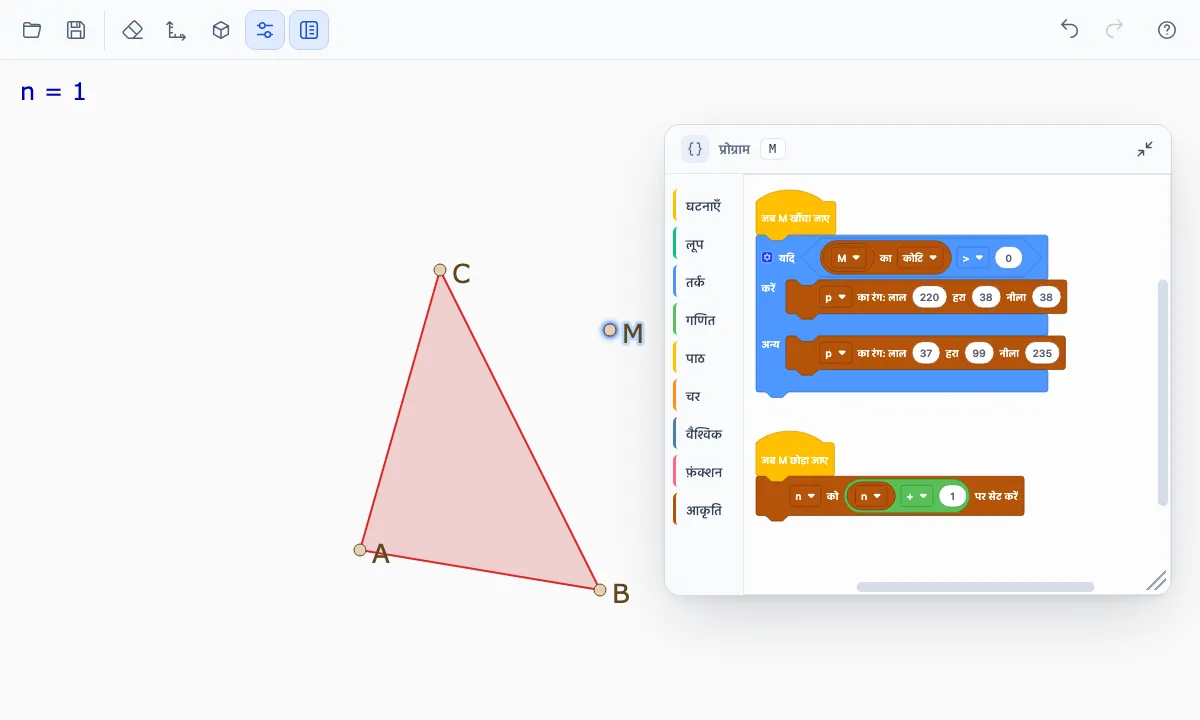 n = 1
प्रोग्राम M
घटनाएँ
लूप
तर्क
गणित
पाठ
चर
वैश्विक
फ़ंक्शन
आकृति
जब M खींचा जाए
यदि M का कोटि > 0
करें p का रंग: लाल 220 हरा 38 नीला 38
अन्य p का रंग: लाल 37 हरा 99 नीला 235
जब M छोड़ा जाए
n को n + 1 पर सेट करें
C
M
A
B